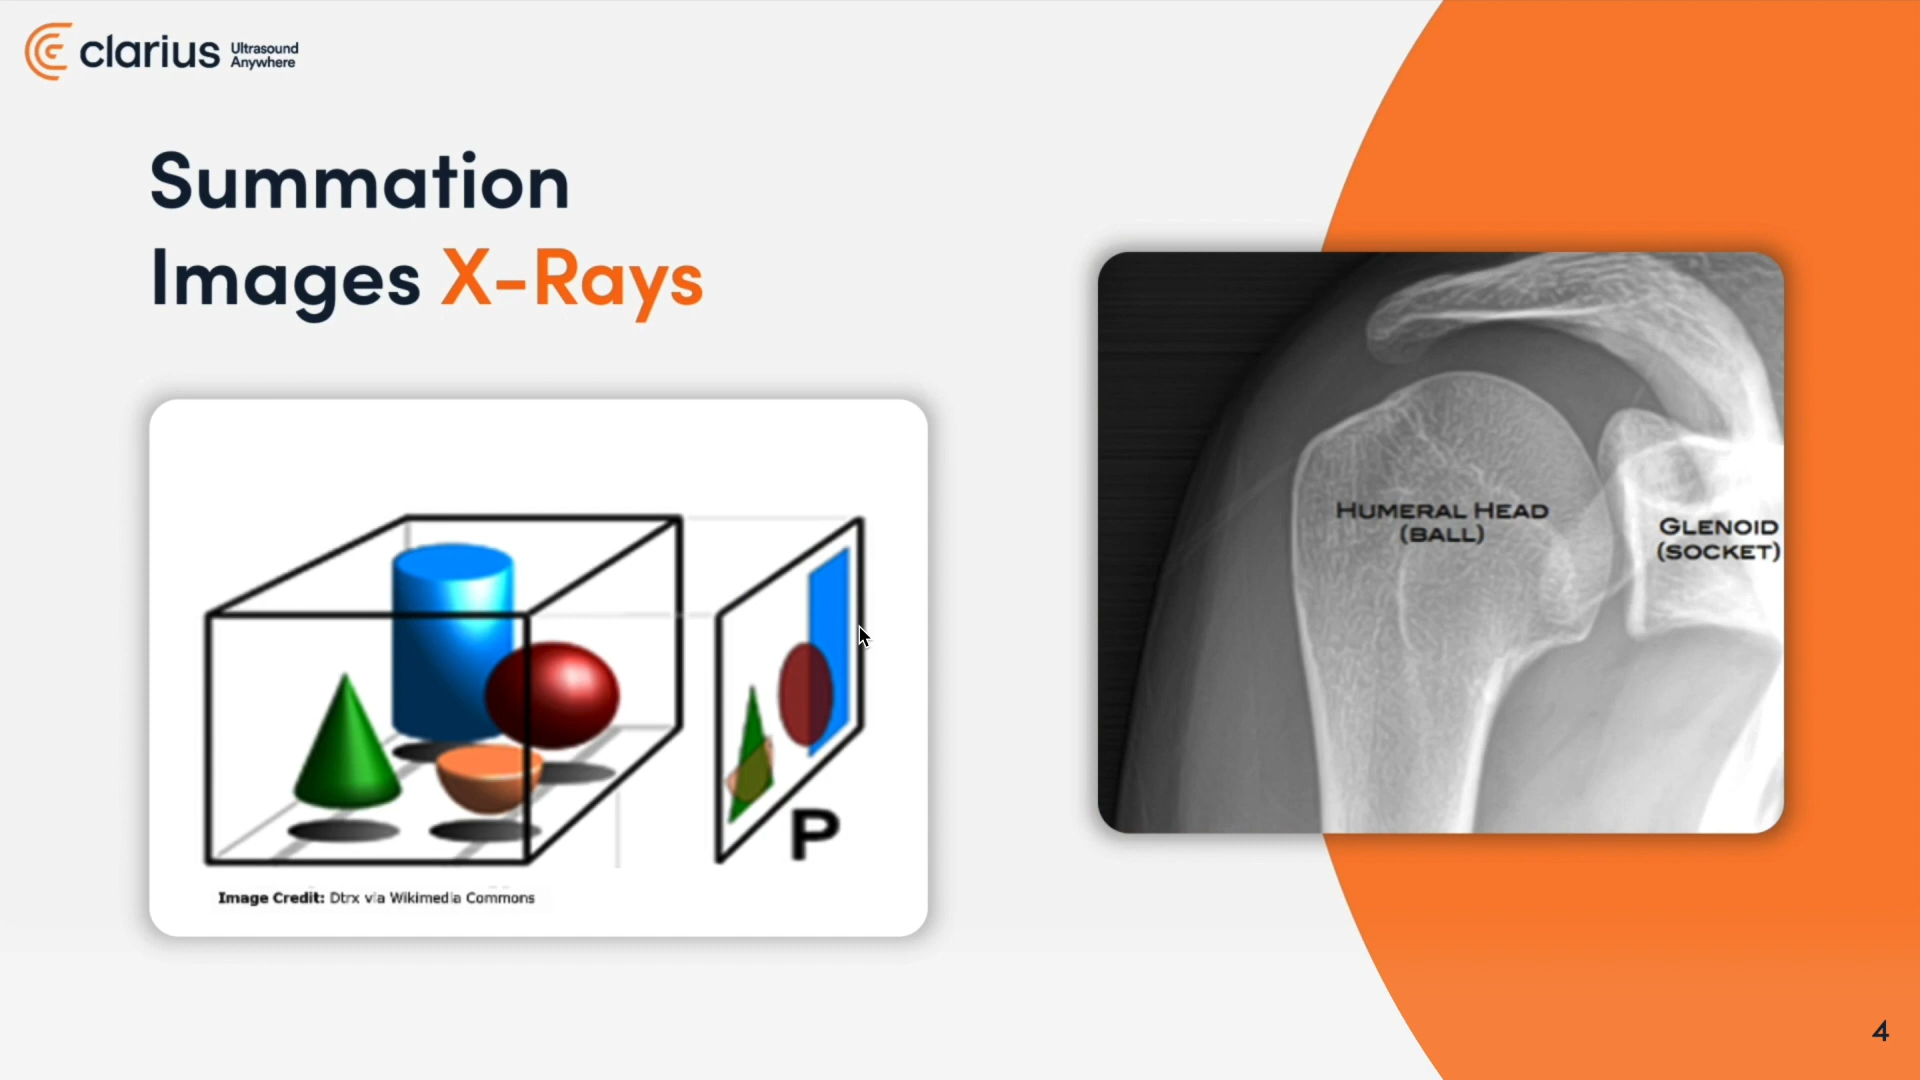 clarius Ultrasound
Anywhere
Summation
Images X-Rays
P
Image Credit: Dtrx via Wikimedia Commons
HUMERAL HEAD
(BALL)
GLENOID
(SOCKET)
4